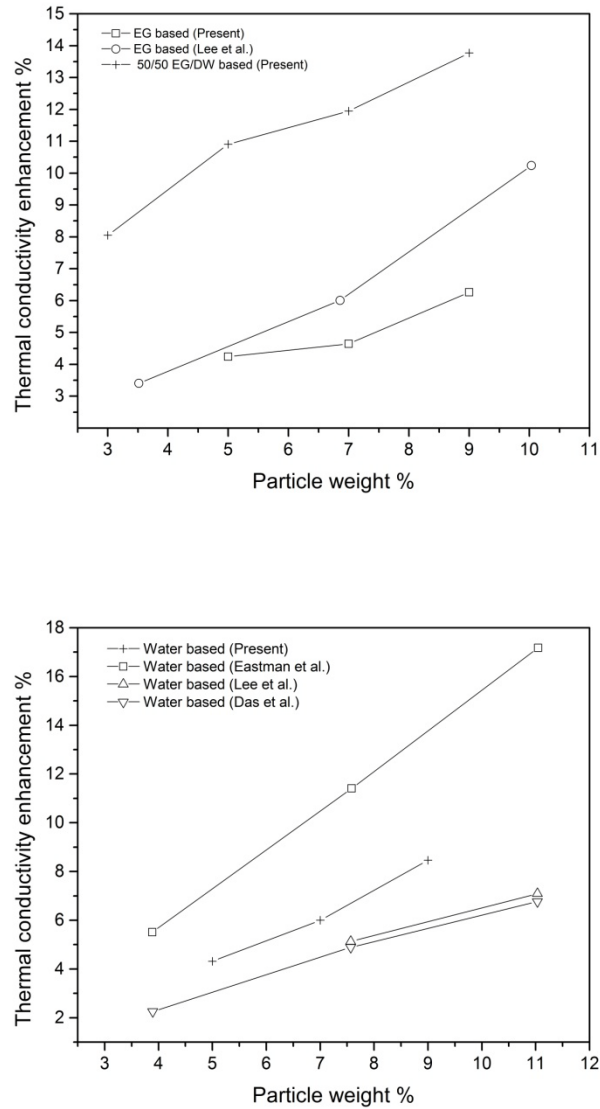 15
14
13
12
11
10
9
8
7
6
5
4
3
Thermal conductivity enhancement %
EG based (Present)
EG based (Lee et al.)
50/50 EG/DW based (Present)
3 4 5 6 7 8 9 10 11
Particle weight %
18
16
14
12
10
8
6
4
2
Thermal conductivity enhancement %
Water based (Present)
Water based (Eastman et al.)
Water based (Lee et al.)
Water based (Das et al.)
3 4 5 6 7 8 9 10 11 12
Particle weight %